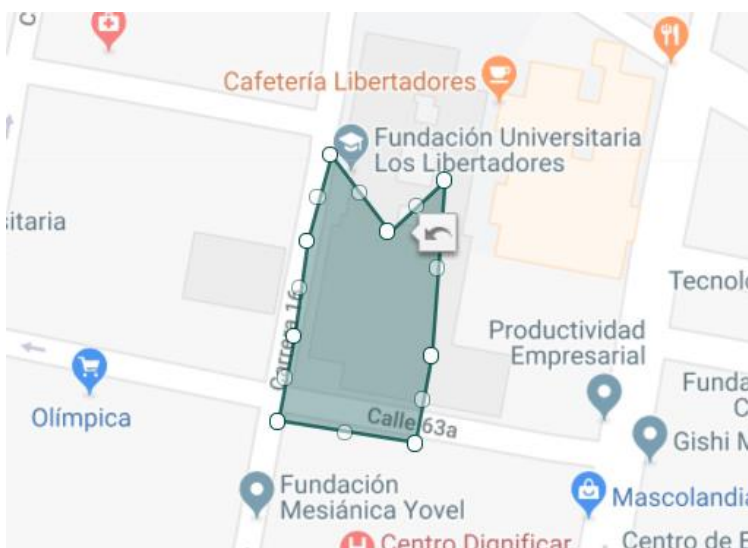 C
Cafetería Libertadores
Fundación Universitaria
Los Libertadores
itaria
Tecnolo
Carrera 16
Productividad
Empresarial
Olímpica
Calle 63a
Funda
C
Gishi M
Fundación
Mesiánica Yovel
Mascolandia
H Centro Dignificar
Centro de E